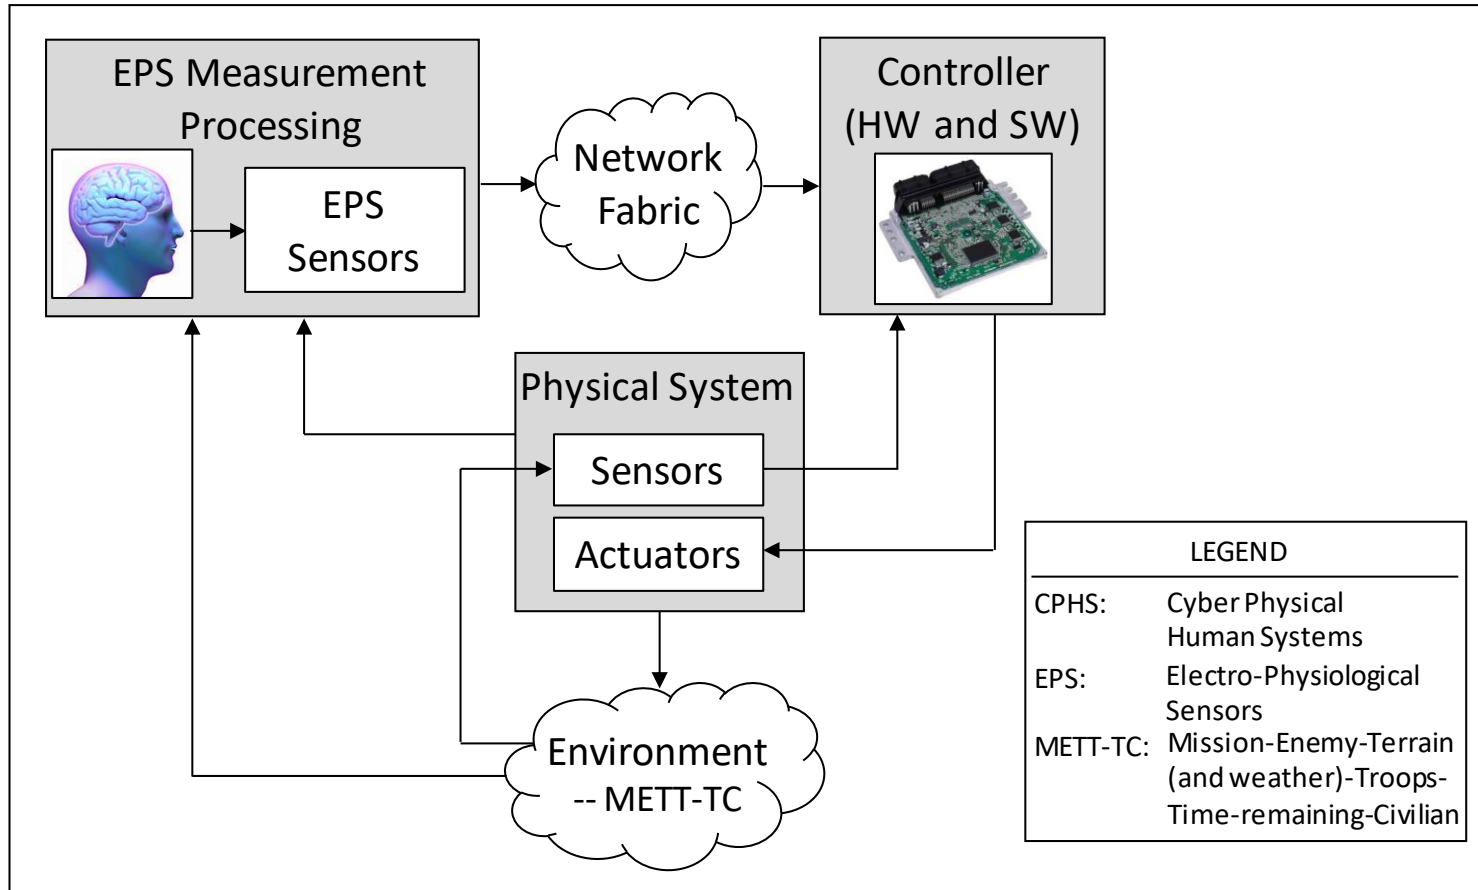 EPS Measurement
Processing
EPS
Sensors
Network
Fabric
Controller
(HW and SW)
Physical System
Sensors
Actuators
Environment
-- METT-TC
LEGEND
CPHS: Cyber Physical
Human Systems
EPS: Electro-Physiological
Sensors
METT-TC: Mission-Enemy-Terrain
(and weather)-Troops-
Time-remaining-Civilian